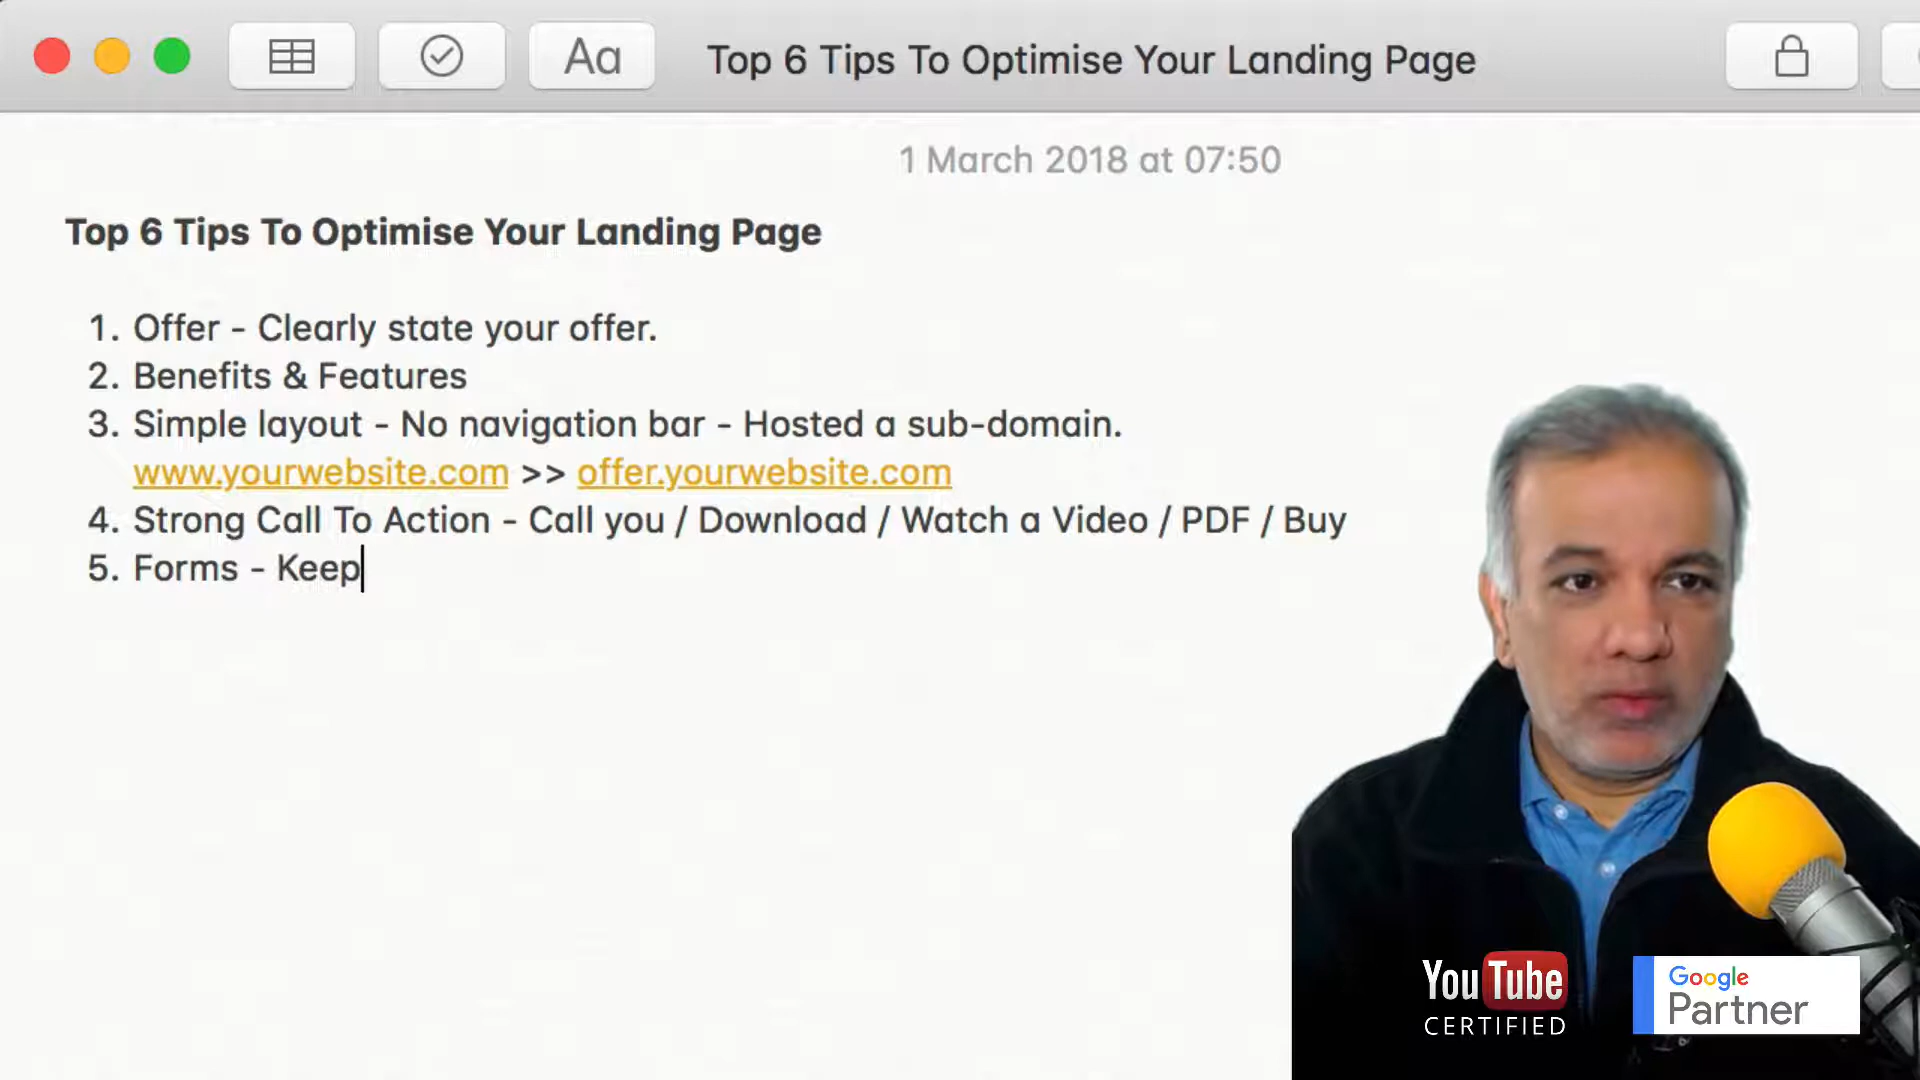 Aa
Top 6 Tips To Optimise Your Landing Page
1 March 2018 at 07:50
Top 6 Tips To Optimise Your Landing Page
1. Offer - Clearly state your offer.
2. Benefits & Features
3. Simple layout - No navigation bar - Hosted a sub-domain.
www.yourwebsite.com >> offer.yourwebsite.com
4. Strong Call To Action - Call you / Download / Watch a Video / PDF / Buy
5. Forms - Keep
YouTube
CERTIFIED
Google
Partner